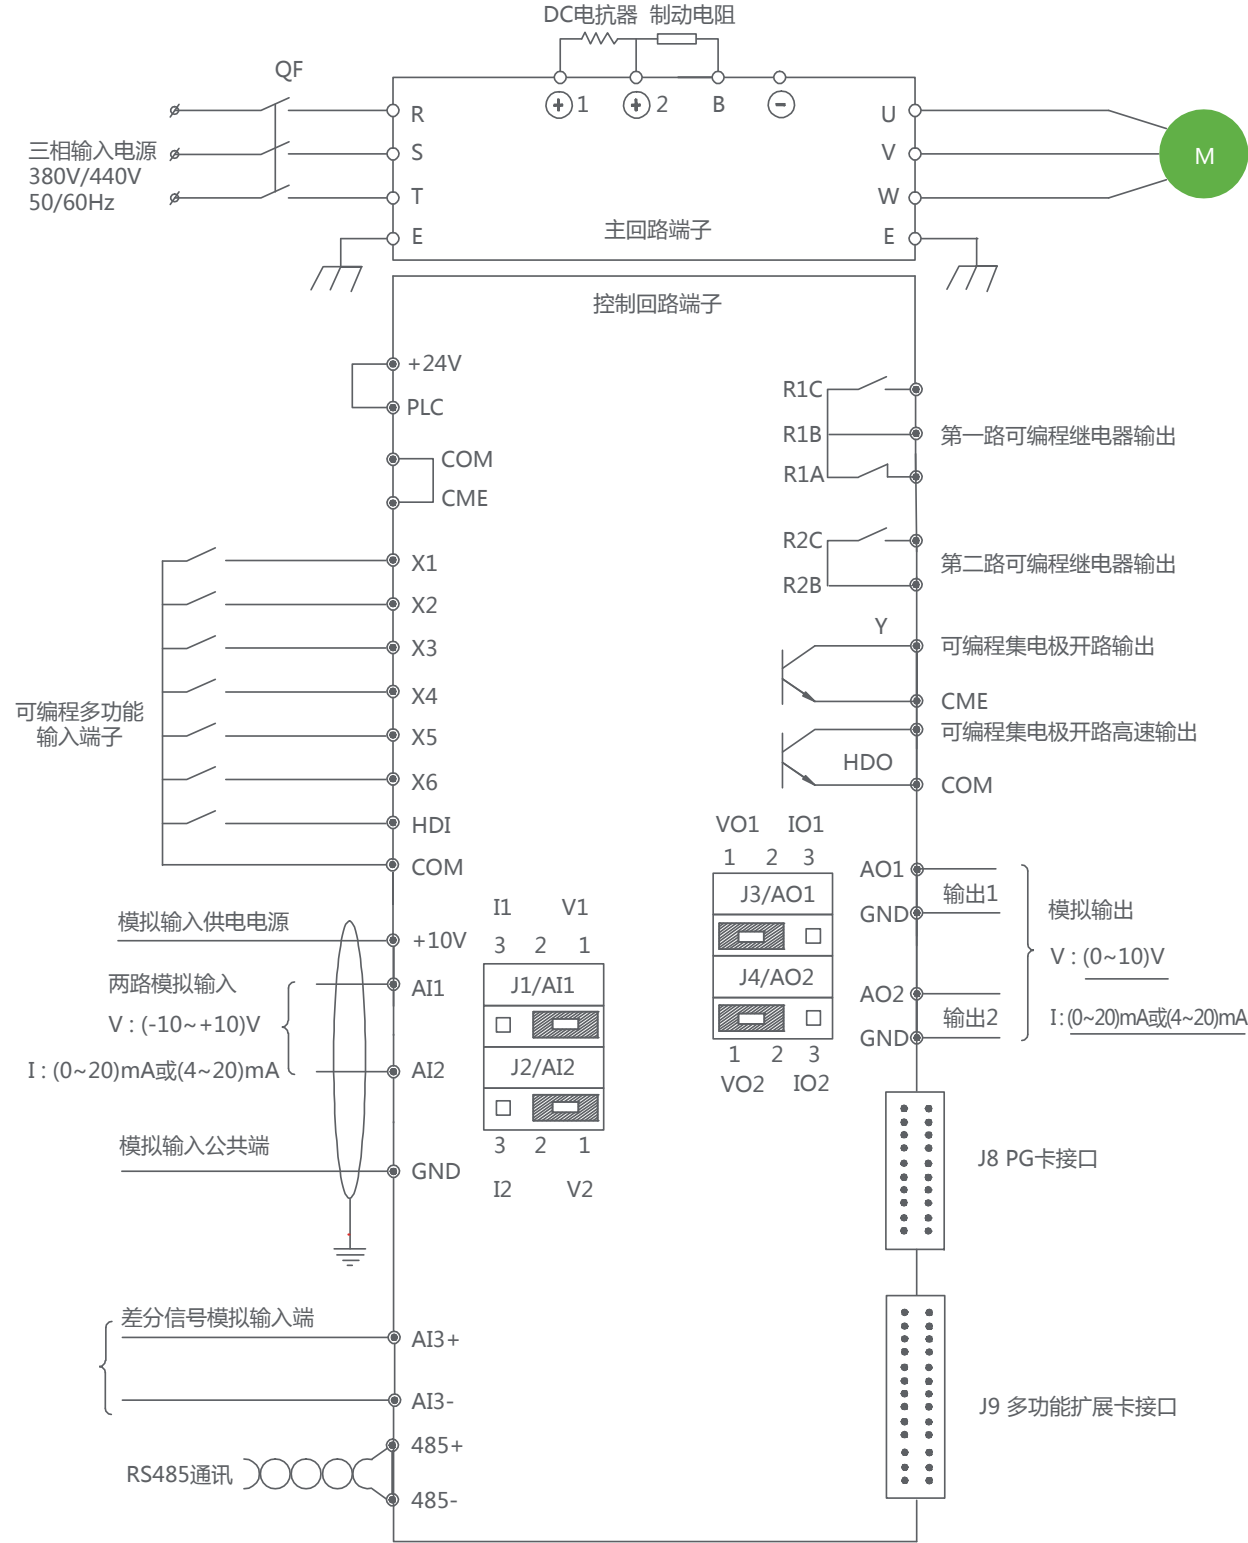 DC电抗器 制动电阻
QF
⊕1
⊕2
B
⊖
三相输入电源
380V/440V
50/60Hz
R
S
T
E
U
V
W
E
M
主回路端子
控制回路端子
+24V
PLC
COM
CME
X1
X2
X3
X4
X5
X6
HDI
COM
可编程多功能
输入端子
R1C
R1B
R1A
第一路可编程继电器输出
R2C
R2B
第二路可编程继电器输出
Y
可编程集电极开路输出
CME
可编程集电极开路高速输出
HDO
COM
模拟输入供电电源
+10V
两路模拟输入
V : (-10~+10)V
I : (0~20)mA或(4~20)mA
AI1
AI2
模拟输入公共端
GND
I1 V1
3 2 1
J1/AI1
J2/AI2
3 2 1
I2 V2
VO1 IO1
1 2 3
J3/AO1
J4/AO2
1 2 3
VO2 IO2
AO1
输出1
GND
AO2
输出2
GND
模拟输出
V : (0~10)V
I : (0~20)mA或(4~20)mA
J8 PG卡接口
J9 多功能扩展卡接口
差分信号模拟输入端
AI3+
AI3-
RS485通讯
485+
485-